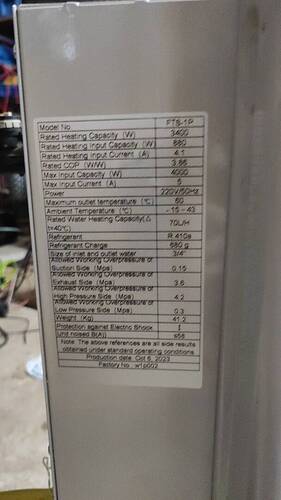 Model No. FTS-1P
Rated Heating Capacity (W) 3400
Rated Heating Input Capacity (W) 880
Rated Heating Input Current (A) 4.1
Rated COP (W/W) 3.86
Max Input Capacity (W) 4000
Max Input Current (A) 6
Power 220V/50Hz
Maximum outlet temperature (℃) 60
Ambient Temperature (℃) -15 - 43
Rated Water Heating Capacity(△
t=40℃) 70L/H
Refrigerant R 410a
Refrigerant Charge 680 g
Size of inlet and outlet water 3/4"
Allowed Working Overpressure of
Suction Side (Mpa) 0.15
Allowed Working Overpressure of
Exhaust Side (Mpa) 3.8
Allowed Working Overpressure of
High Pressure Side (Mpa) 4.2
Allowed Working Overpressure of
Low Pressure Side (Mpa) 0.3
Weight (Kg) 41.2
Protection against Electric Shock I
Unit noised B(A))
Note: The above references are all side results
obtained under standard operating conditions
Production date: Oct 6, 2023
Factory No.: w1p002